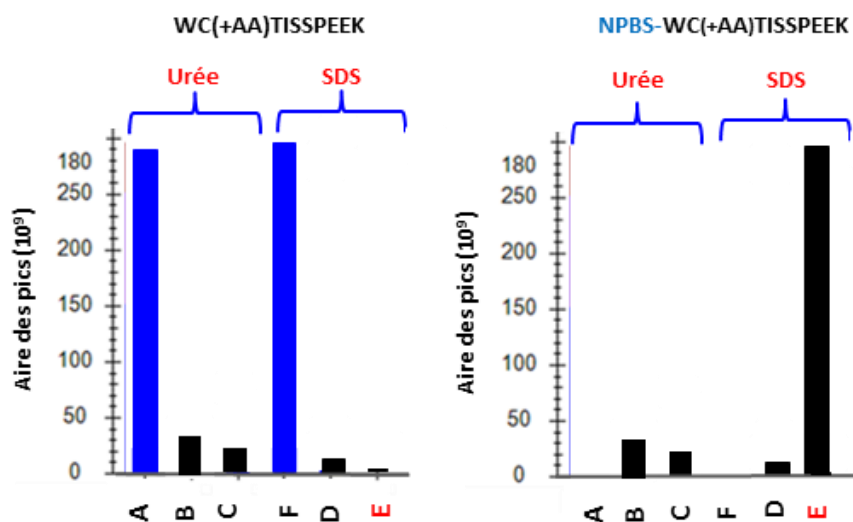 WC(+AA)TISSPEEK
Urée
SDS
Aire des pics (10⁹)
180
250
200
150
100
50
0
A
B
C
F
D
E
NPBS-WC(+AA)TISSPEEK
Urée
SDS
Aire des pics (10⁹)
180
250
200
150
100
50
0
A
B
C
F
D
E